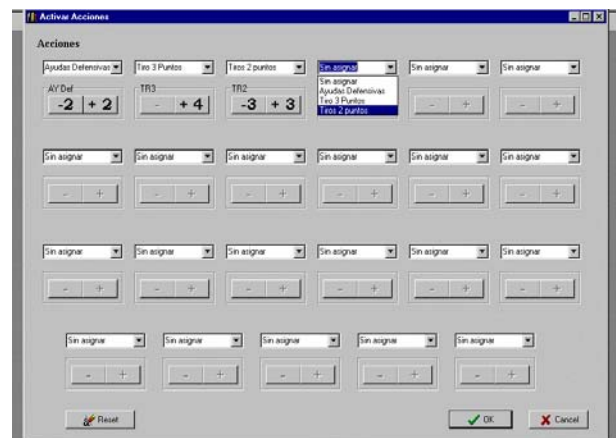 Activar Acciones
Acciones
Ayudas Defensivas Tiro 3 Puntos Tiros 2 puntos Sin asignar Sin asignar Sin asignar
Sin asignar
Ayudas Defensivas
Tiro 3 Puntos
Tiros 2 puntos
AY Def TR3 TR2
-2 + 2 - + 4 -3 + 3 - + - +
Sin asignar Sin asignar Sin asignar Sin asignar Sin asignar Sin asignar
- + - + - + - + - + - +
Sin asignar Sin asignar Sin asignar Sin asignar Sin asignar Sin asignar
- + - + - + - + - + - +
Sin asignar Sin asignar Sin asignar Sin asignar Sin asignar
- + - + - + - + - +
Reset OK Cancel